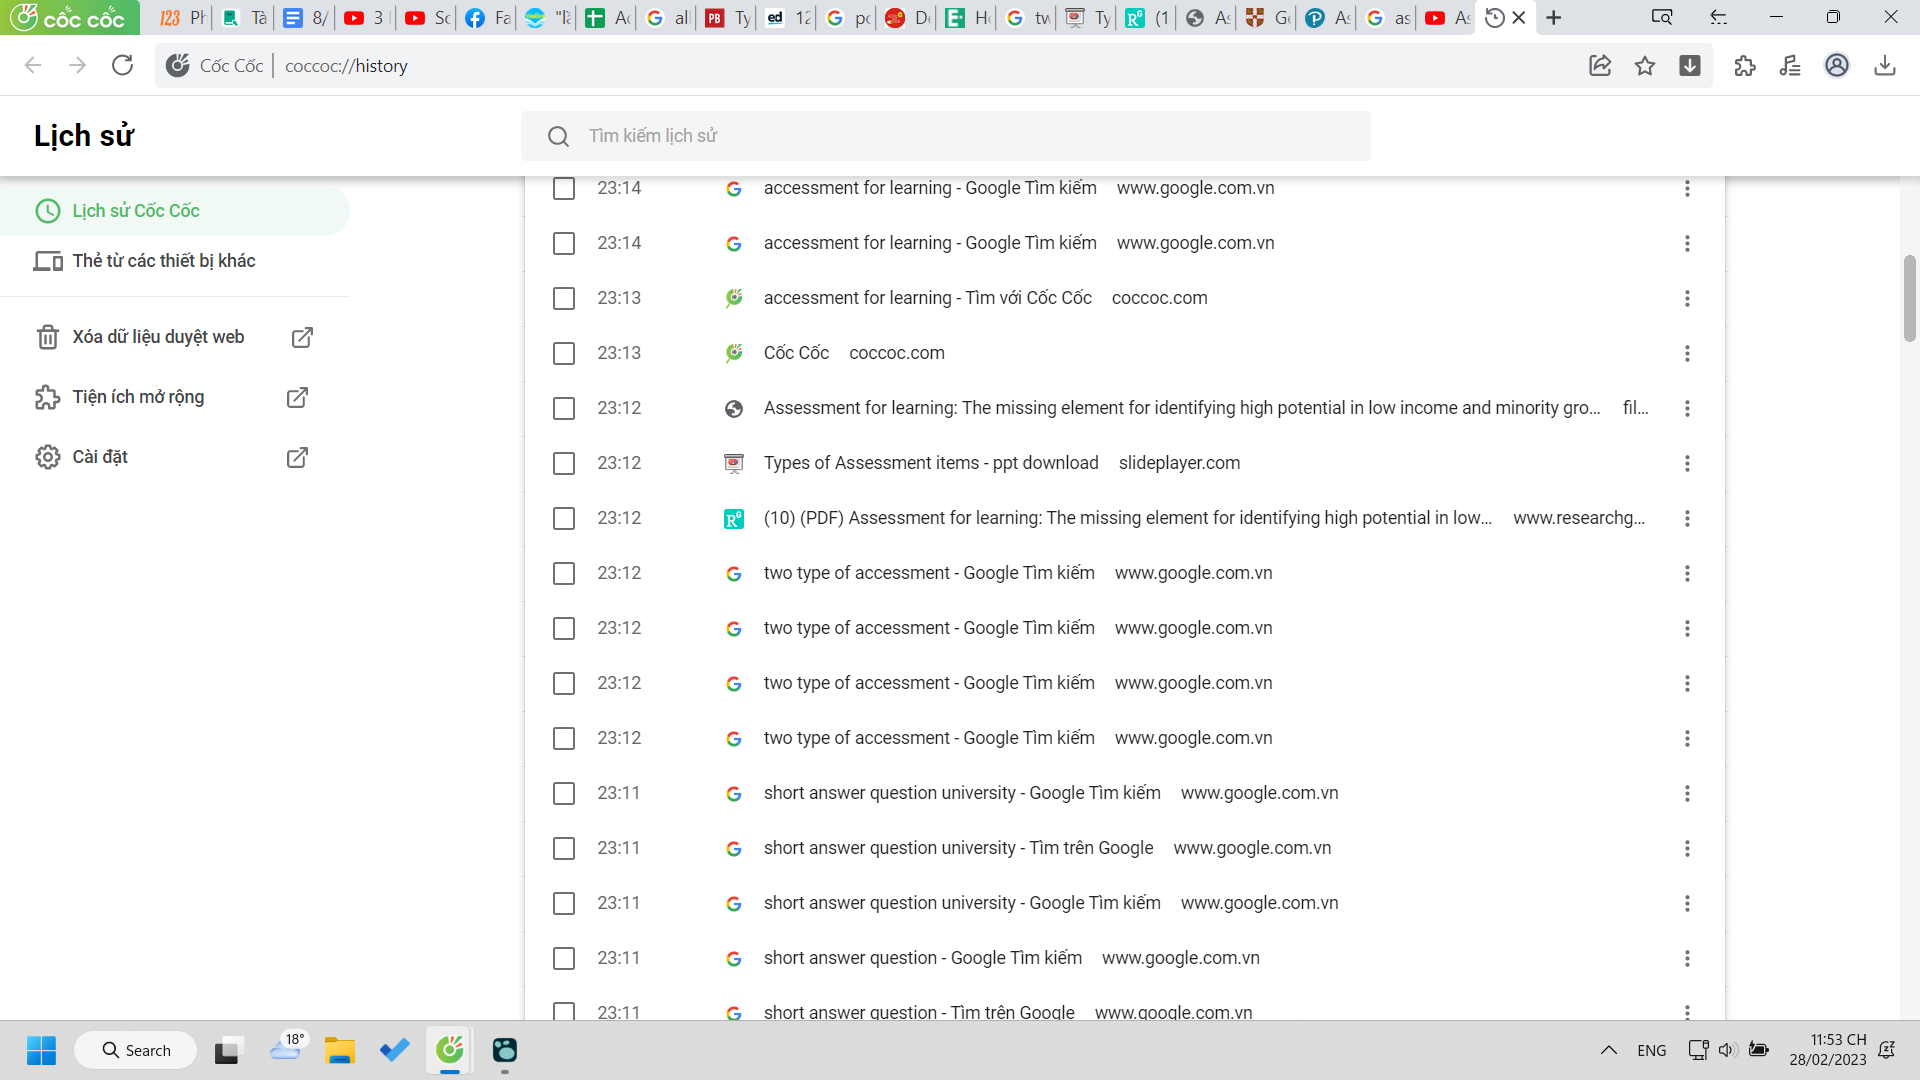 cốc cốc 123 Ph Tà 8/ 3 Sc Fa "là Ac all PB Ty ed 12 pc De Ho tw Ty (1 As Ge As as As
Cốc Cốc coccoc://history
Lịch sử
Tìm kiếm lịch sử
Lịch sử Cốc Cốc
Thẻ từ các thiết bị khác
Xóa dữ liệu duyệt web
Tiện ích mở rộng
Cài đặt
23:14 accessment for learning - Google Tìm kiếm www.google.com.vn
23:14 accessment for learning - Google Tìm kiếm www.google.com.vn
23:13 accessment for learning - Tìm với Cốc Cốc coccoc.com
23:13 Cốc Cốc coccoc.com
23:12 Assessment for learning: The missing element for identifying high potential in low income and minority gro... fil...
23:12 Types of Assessment items - ppt download slideplayer.com
23:12 (10) (PDF) Assessment for learning: The missing element for identifying high potential in low... www.researchg...
23:12 two type of accessment - Google Tìm kiếm www.google.com.vn
23:12 two type of accessment - Google Tìm kiếm www.google.com.vn
23:12 two type of accessment - Google Tìm kiếm www.google.com.vn
23:12 two type of accessment - Google Tìm kiếm www.google.com.vn
23:11 short answer question university - Google Tìm kiếm www.google.com.vn
23:11 short answer question university - Tìm trên Google www.google.com.vn
23:11 short answer question university - Google Tìm kiếm www.google.com.vn
23:11 short answer question - Google Tìm kiếm www.google.com.vn
23:11 short answer question - Tìm trên Google www.google.com.vn
Search 18° ENG 11:53 CH
28/02/2023